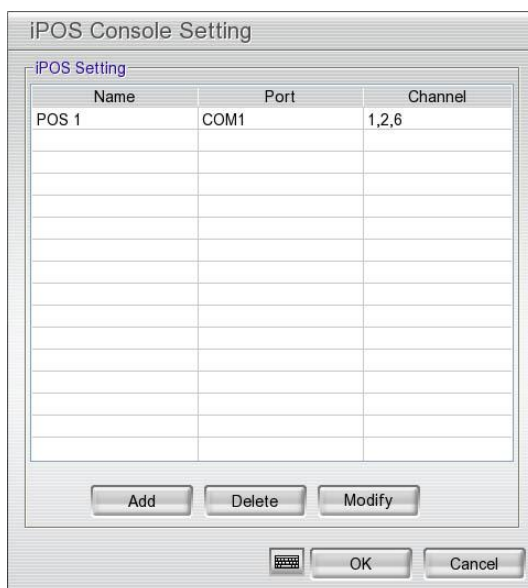 iPOS Console Setting
iPOS Setting
Name Port Channel
POS 1 COM1 1,2,6
Add Delete Modify
OK Cancel